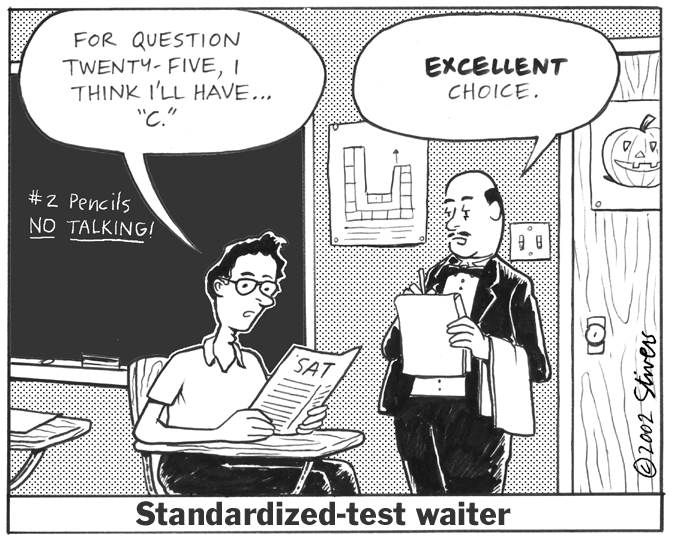 FOR QUESTION
TWENTY-FIVE, I
THINK I'LL HAVE...
"C."
EXCELLENT
CHOICE.
#2 Pencils
NO TALKING!
SAT
©2002 Stivers
Standardized-test waiter